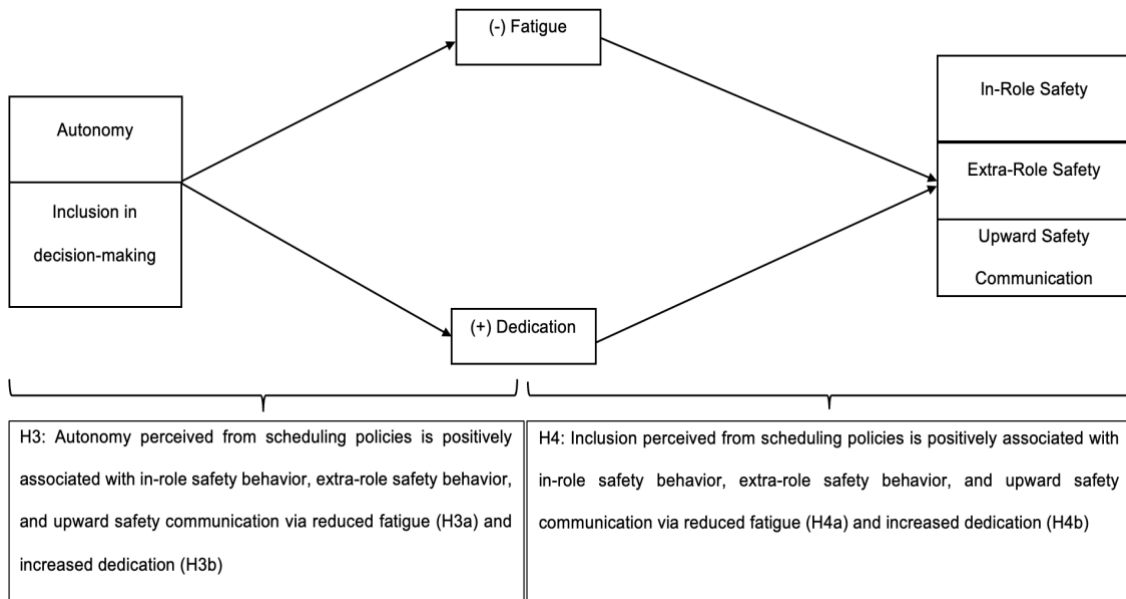 (-) Fatigue
Autonomy
Inclusion in
decision-making
(+) Dedication
In-Role Safety
Extra-Role Safety
Upward Safety
Communication
H3: Autonomy perceived from scheduling policies is positively
associated with in-role safety behavior, extra-role safety behavior,
and upward safety communication via reduced fatigue (H3a) and
increased dedication (H3b)
H4: Inclusion perceived from scheduling policies is positively associated with
in-role safety behavior, extra-role safety behavior, and upward safety
communication via reduced fatigue (H4a) and increased dedication (H4b)